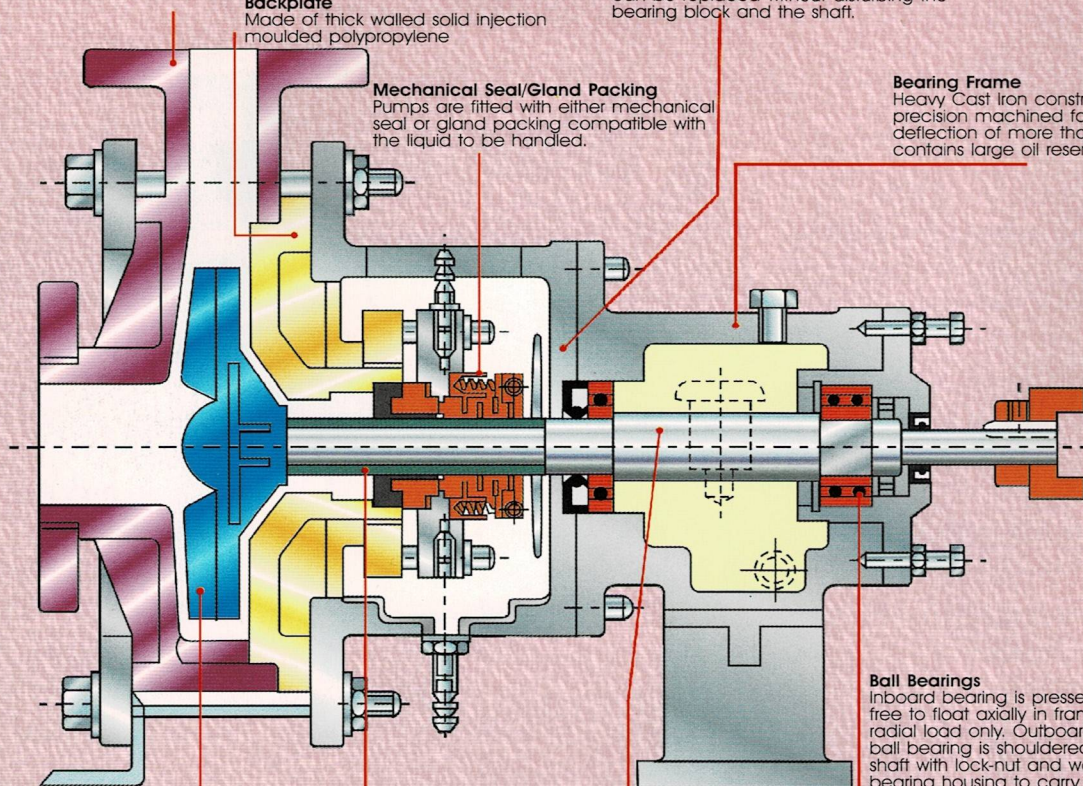 Backplate
Made of thick walled solid injection
moulded polypropylene
bearing block and the shaft.
Mechanical Seal/Gland Packing
Pumps are fitted with either mechanical
seal or gland packing compatible with
the liquid to be handled.
Bearing Frame
Heavy Cast Iron constr
precision machined fo
deflection of more tha
contains large oil reser
Ball Bearings
Inboard bearing is presse
free to float axially in fram
radial load only. Outboar
ball bearing is shouldered
shaft with lock-nut and wa
bearing housing to carry